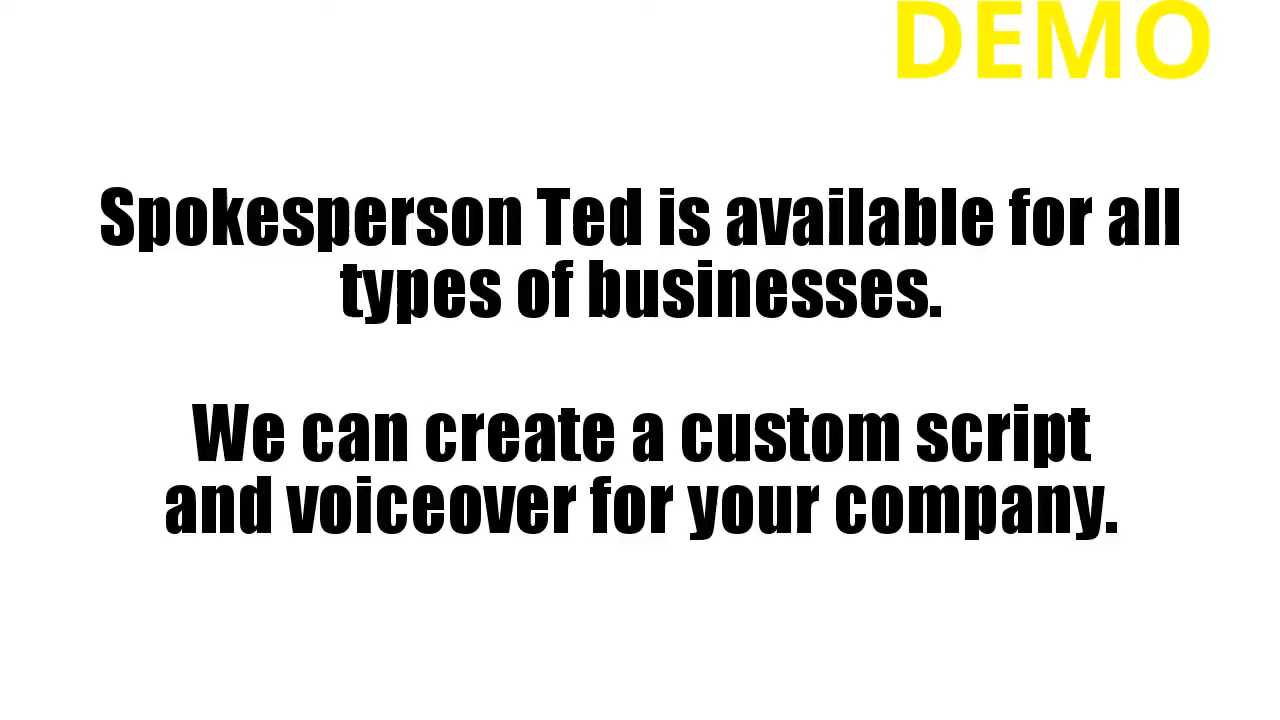 DEMO
Spokesperson Ted is available for all
types of businesses.
We can create a custom script
and voiceover for your company.